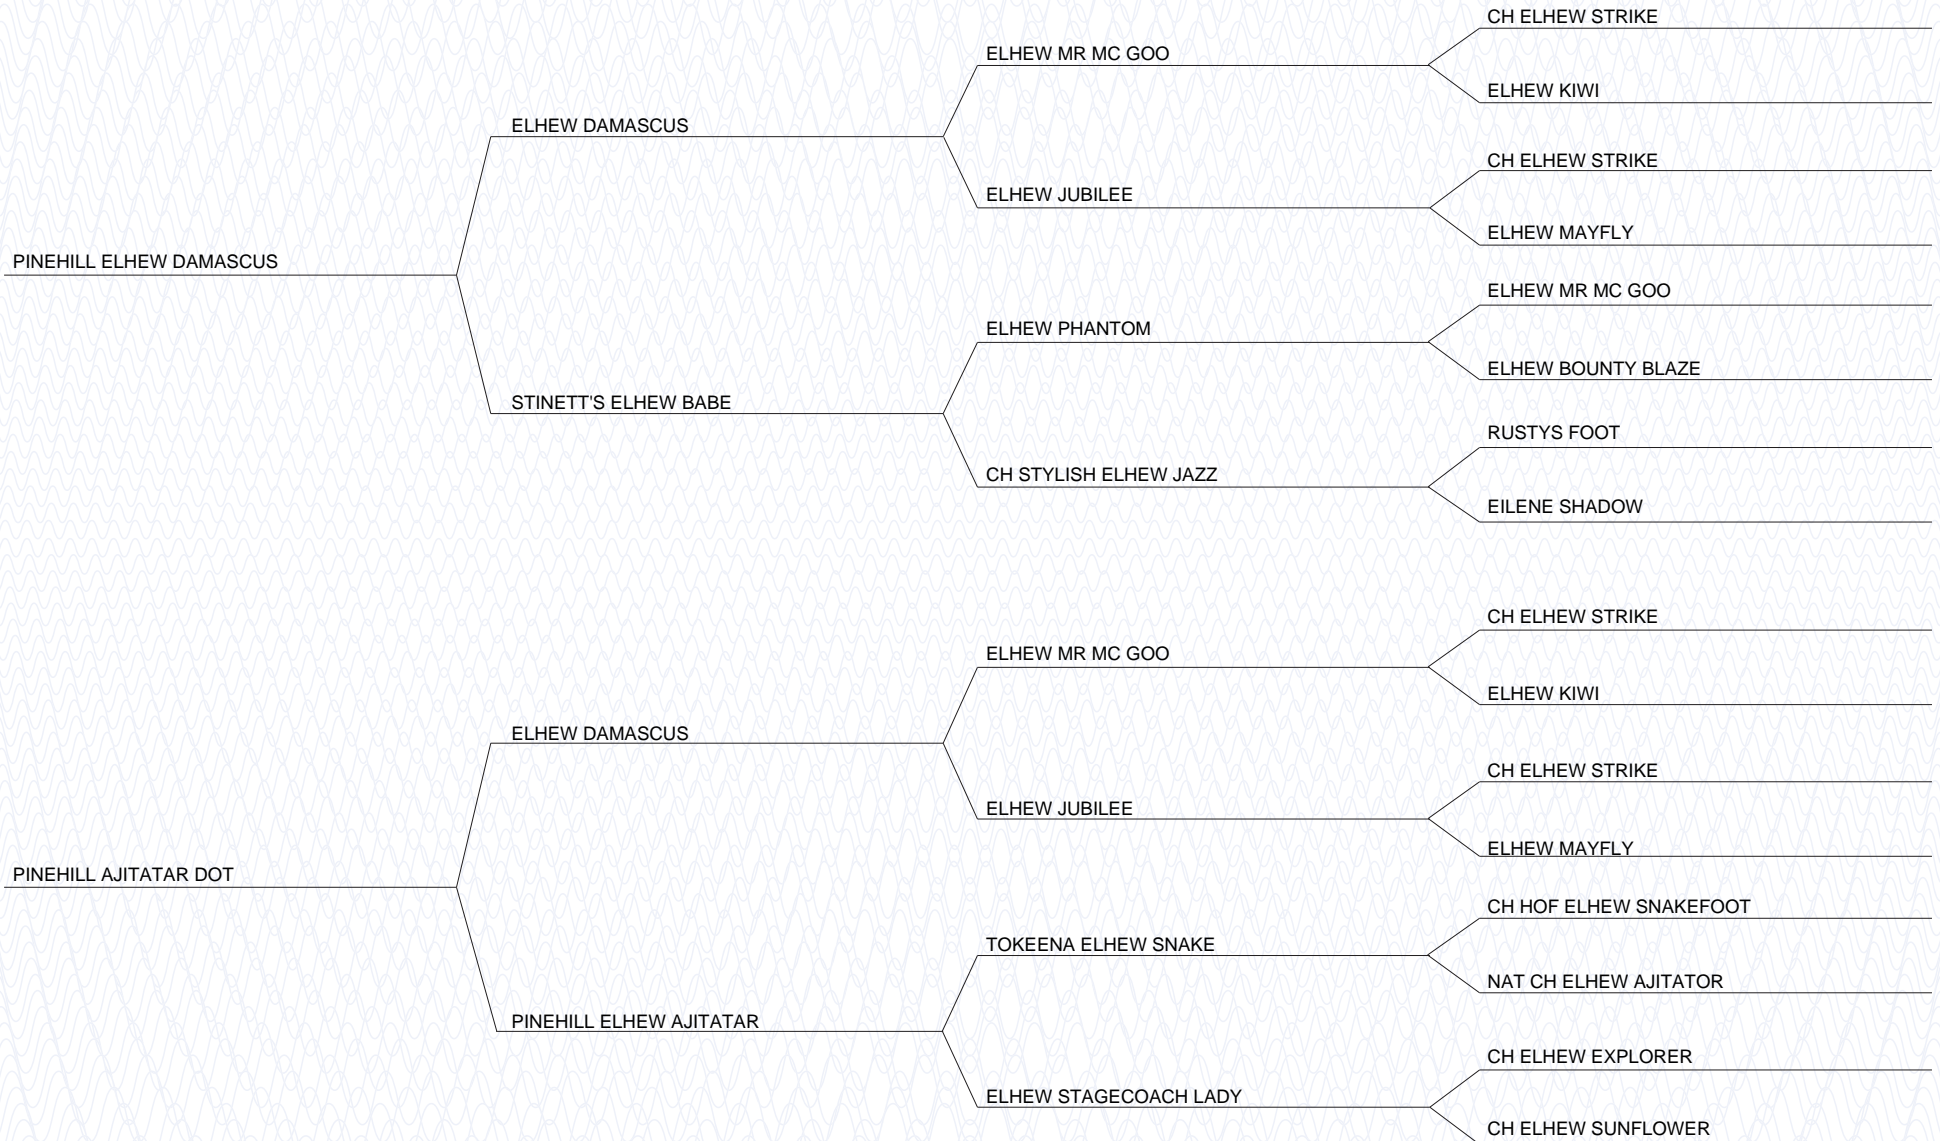 CH ELHEW STRIKE
ELHEW MR MC GOO
ELHEW KIWI
ELHEW DAMASCUS
CH ELHEW STRIKE
ELHEW JUBILEE
ELHEW MAYFLY
PINEHILL ELHEW DAMASCUS
ELHEW MR MC GOO
ELHEW PHANTOM
ELHEW BOUNTY BLAZE
STINETT'S ELHEW BABE
RUSTYS FOOT
CH STYLISH ELHEW JAZZ
EILENE SHADOW
CH ELHEW STRIKE
ELHEW MR MC GOO
ELHEW KIWI
ELHEW DAMASCUS
CH ELHEW STRIKE
ELHEW JUBILEE
ELHEW MAYFLY
PINEHILL AJITATAR DOT
CH HOF ELHEW SNAKEFOOT
TOKEENA ELHEW SNAKE
NAT CH ELHEW AJITATOR
PINEHILL ELHEW AJITATAR
CH ELHEW EXPLORER
ELHEW STAGECOACH LADY
CH ELHEW SUNFLOWER